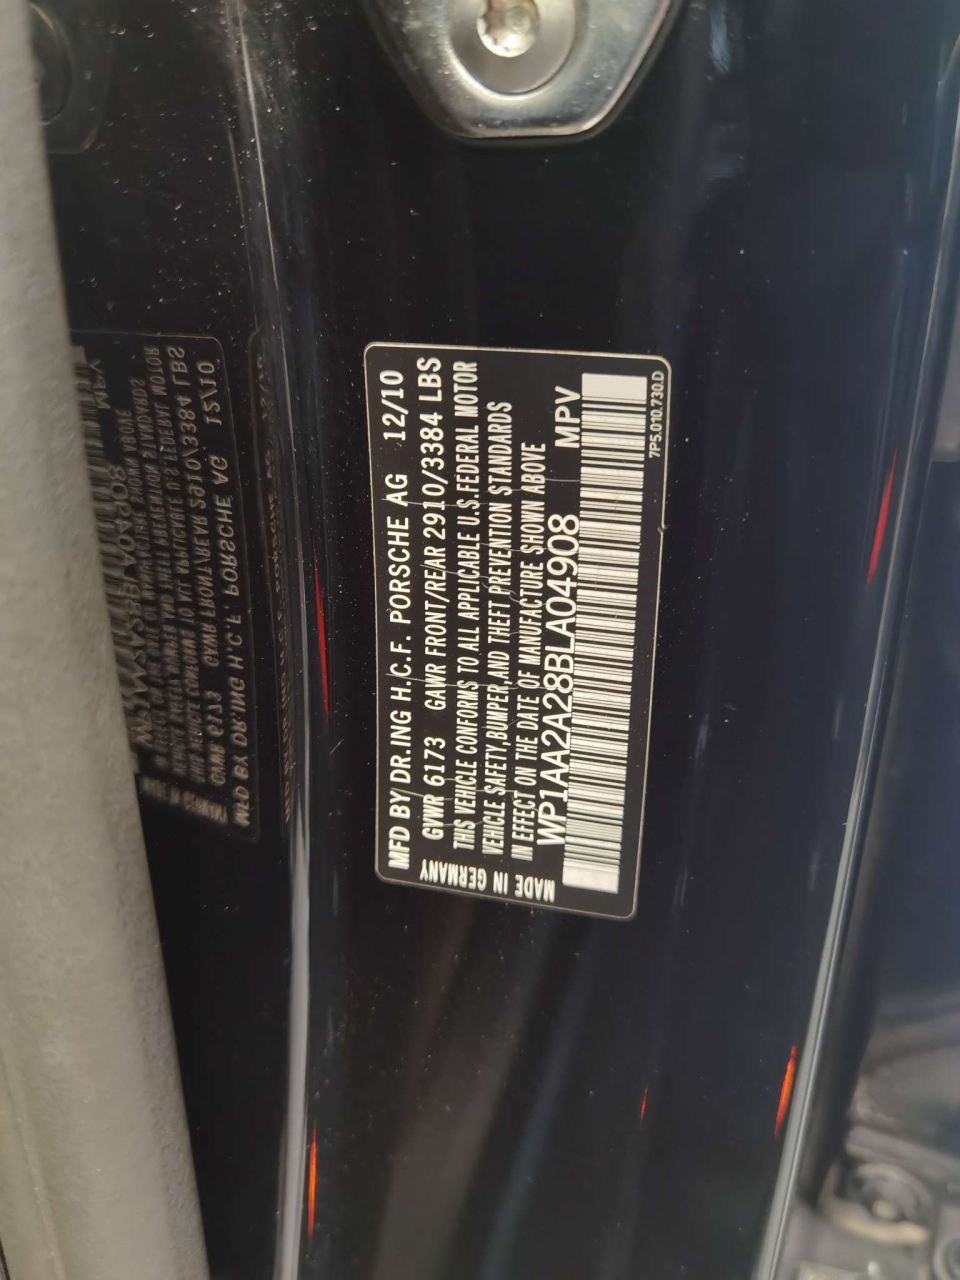 MFD BY DR.ING H.C.F. PORSCHE AG 12/10
GVWR 6173 GAWR FRONT/REAR 2910/3384 LBS
THIS VEHICLE CONFORMS TO ALL APPLICABLE U.S.FEDERAL MOTOR
VEHICLE SAFETY,BUMPER,AND THEFT PREVENTION STANDARDS
IN EFFECT ON THE DATE OF MANUFACTURE SHOWN ABOVE
WP1AA2A28BLA04908 MPV
MADE IN GERMANY
7P5.010.730.D